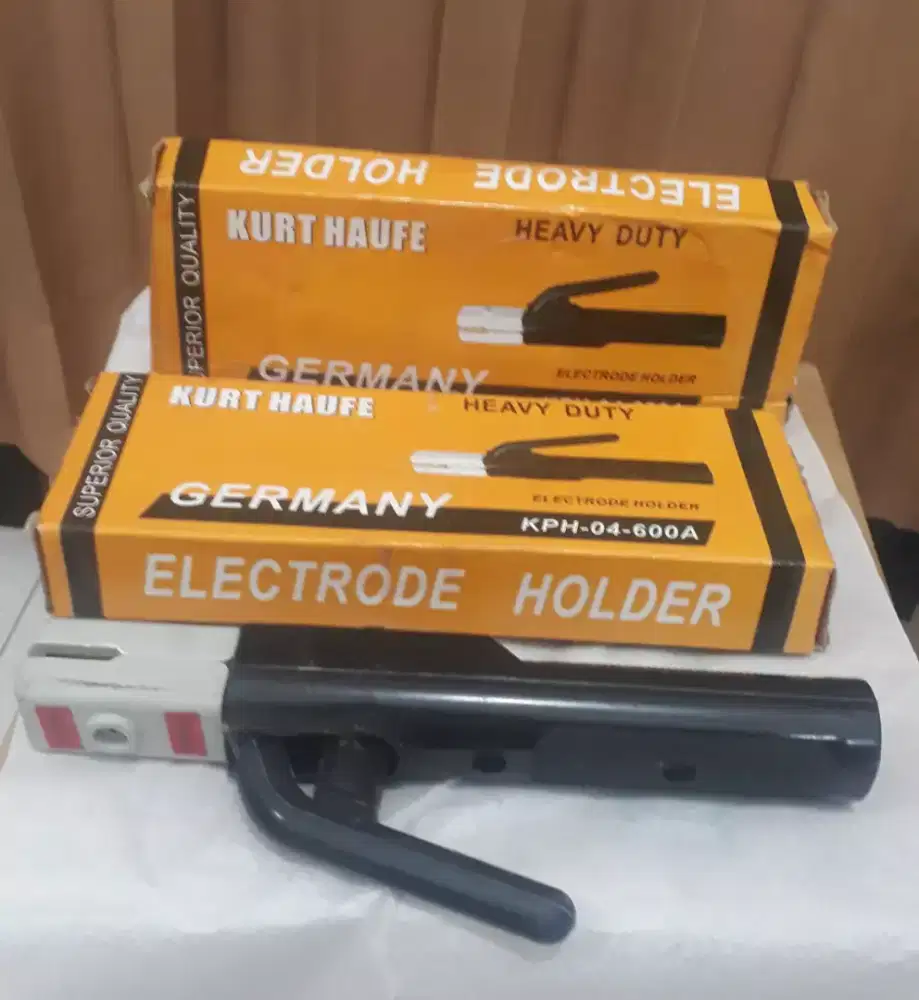 ELECTRODE HOLDER
SUPERIOR QUALITY
KURT HAUFE
HEAVY DUTY
GERMANY
ELECTRODE HOLDER
SUPERIOR QUALITY
KURT HAUFE
HEAVY DUTY
GERMANY
ELECTRODE HOLDER
KPH-04-600A
ELECTRODE HOLDER